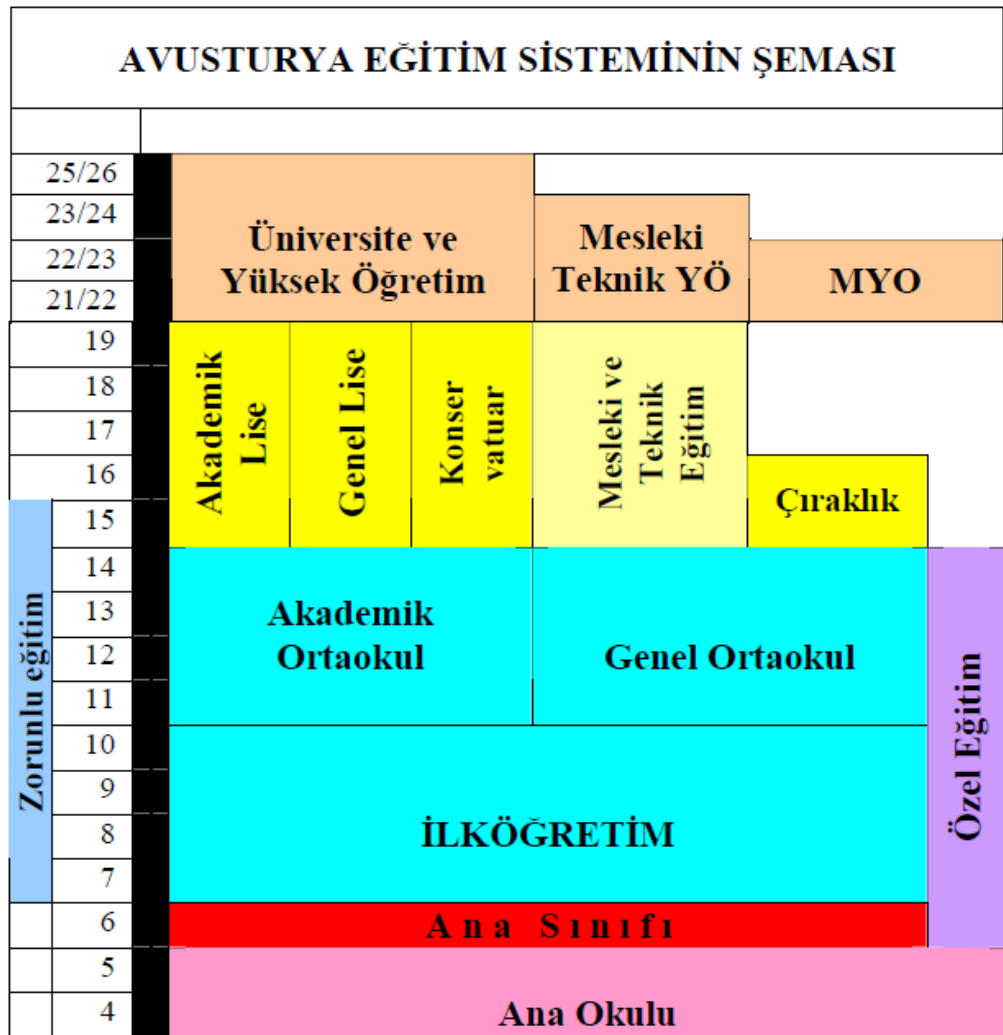 AVUSTURYA EĞİTİM SİSTEMİNİN ŞEMASI
25/26
23/24
22/23
21/22
Üniversite ve
Yüksek Öğretim
Mesleki
Teknik YÖ
MYO
19
18
17
16
15
Akademik
Lise
Genel Lise
Konser
vatuar
Mesleki ve
Teknik
Eğitim
Çıraklık
Zorunlu eğitim
14
13
12
11
Akademik
Ortaokul
Genel Ortaokul
Özel Eğitim
10
9
8
7
İLKÖĞRETİM
6
Ana Sınıfı
5
4
Ana Okulu